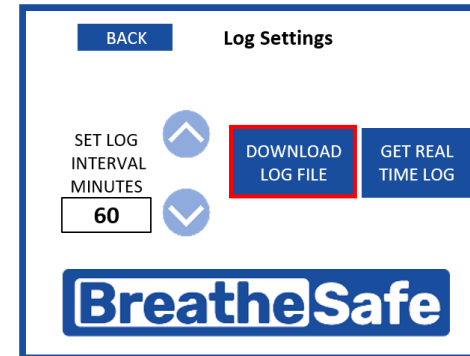 BACK
Log Settings
SET LOG
INTERVAL
MINUTES
60
DOWNLOAD
LOG FILE
GET REAL
TIME LOG
BreatheSafe